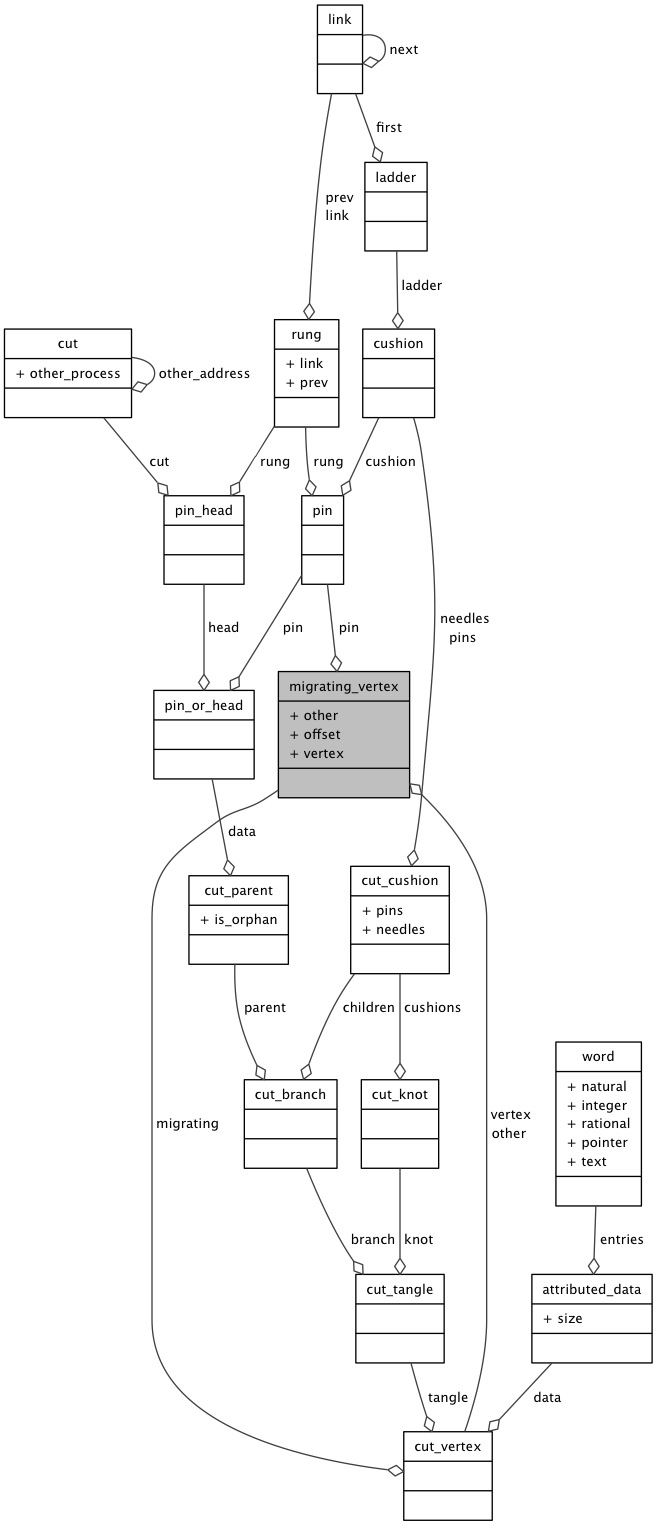 link
next
first
ladder
prev
link
ladder
rung
+ link
+ prev
cushion
cut
+ other_process
other_address
cut
rung
rung
cushion
pin_head
pin
needles
pins
head
pin
pin
migrating_vertex
+ other
+ offset
+ vertex
pin_or_head
data
cut_parent
+ is_orphan
cut_cushion
+ pins
+ needles
parent
children
cushions
word
+ natural
+ integer
+ rational
+ pointer
+ text
cut_branch
cut_knot
migrating
vertex
other
branch
knot
entries
cut_tangle
attributed_data
+ size
tangle
data
cut_vertex